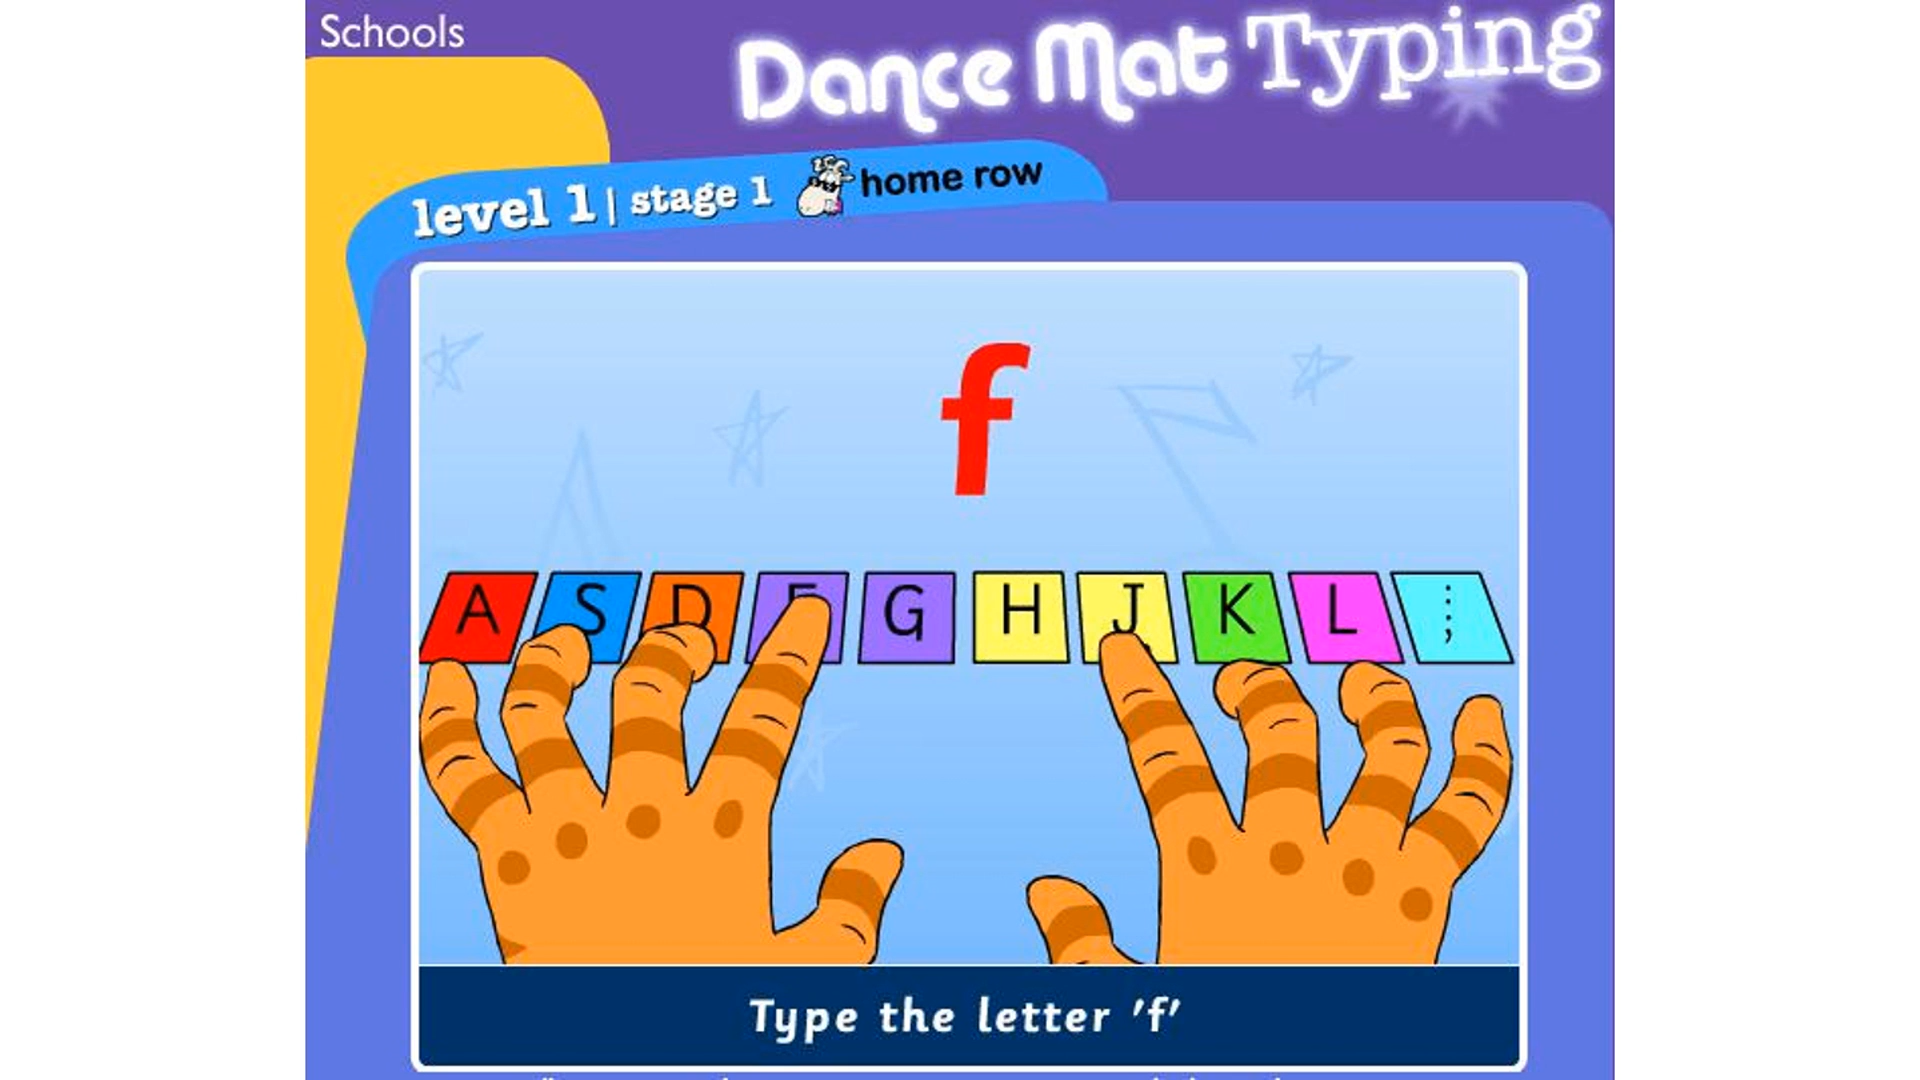 Schools
Dance Mat Typing
level 1 | stage 1 home row
f
A S D F G H J K L ;
Type the letter 'f'